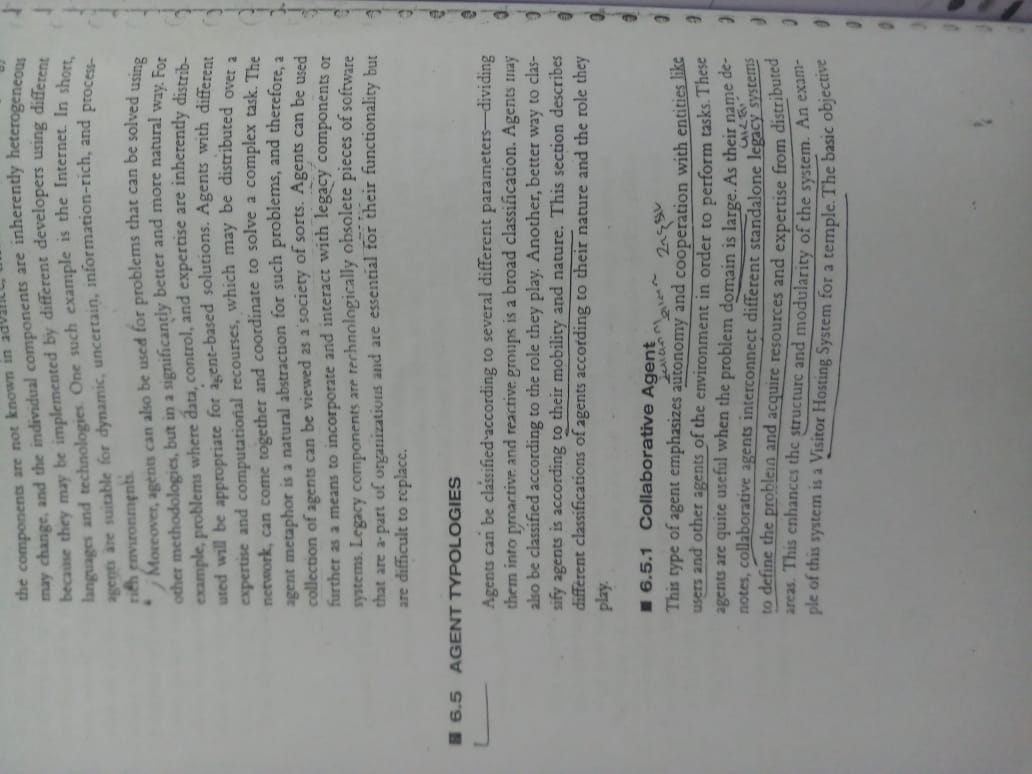 the components are not known in
may change, and the individual components are inherently heterogeneous
because they may be implemented by different developers using different
languages and technologies. One such example is the Internet. In short,
agents are suitable for dynamic, uncertain, information-rich, and process-
rich environments.
Moreover, agents can also be used for problems that can be solved using
other methodologies, but in a significantly better and more natural way. For
example, problems where data, control, and expertise are inherently distrib-
uted will be appropriate for agent-based solutions. Agents with different
expertise and computational recourses, which may be distributed over a
network, can come together and coordinate to solve a complex task. The
agent metaphor is a natural abstraction for such problems, and therefore, a
collection of agents can be viewed as a society of sorts. Agents can be used
further as a means to incorporate and interact with legacy components or
systems. Legacy components are technologically obsolete pieces of software
that are a part of organizations and are essential for their functionality but
are difficult to replace.
6.5 AGENT TYPOLOGIES
Agents can be classified according to several different parameters—dividing
them into proactive and reactive groups is a broad classification. Agents may
also be classified according to the role they play. Another, better way to clas-
sify agents is according to their mobility and nature. This section describes
different classifications of agents according to their nature and the role they
play.
6.5.1 Collaborative Agent
This type of agent emphasizes autonomy and cooperation with entities like
users and other agents of the environment in order to perform tasks. These
agents are quite useful when the problem domain is large. As their name de-
notes, collaborative agents interconnect different standalone legacy systems
to define the problem and acquire resources and expertise from distributed
areas. This enhances the structure and modularity of the system. An exam-
ple of this system is a Visitor Hosting System for a temple. The basic objective